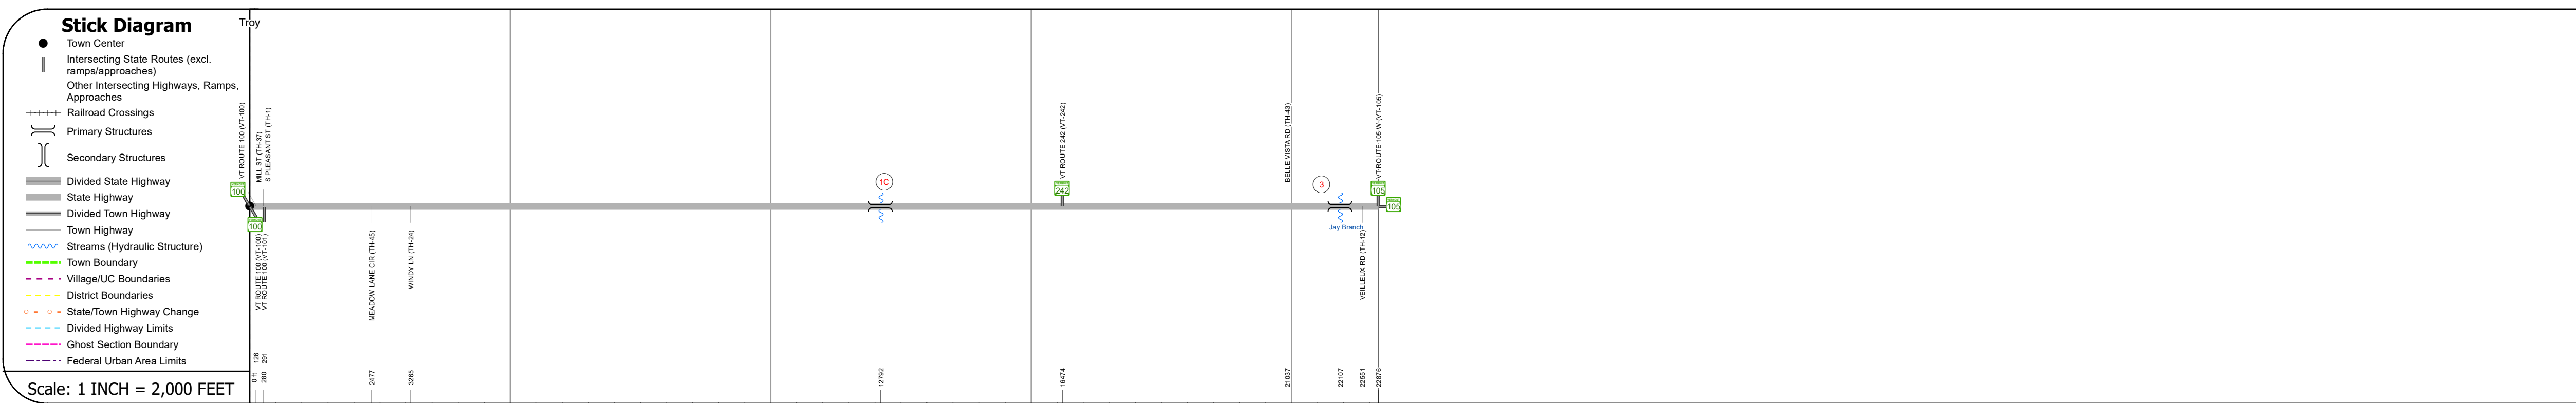 Stick Diagram
Town Center
Intersecting State Routes (excl.
ramps/approaches)
Other Intersecting Highways, Ramps,
Approaches
Railroad Crossings
Primary Structures
Secondary Structures
Divided State Highway
State Highway
Divided Town Highway
Town Highway
Streams (Hydraulic Structure)
Town Boundary
Village/UC Boundaries
District Boundaries
State/Town Highway Change
Divided Highway Limits
Ghost Section Boundary
Federal Urban Area Limits
Scale: 1 INCH = 2,000 FEET
Troy
VT ROUTE 100 (VT-100)
MILL ST (TH-37)
S PLEASANT ST (TH-1)
100
100
VT ROUTE 100 (VT-100)
VT ROUTE 100 (VT-101)
MEADOW LANE CIR (TH-45)
WINDY LN (TH-24)
1C
VT ROUTE 242 (VT-242)
242
BELLE VISTA RD (TH-43)
3
Jay Branch
VEILLEUX RD (TH-12)
VT ROUTE 105 W (VT-105)
105
105
0 ft
126
280
291
2477
3265
12792
16474
21037
22107
22551
22876